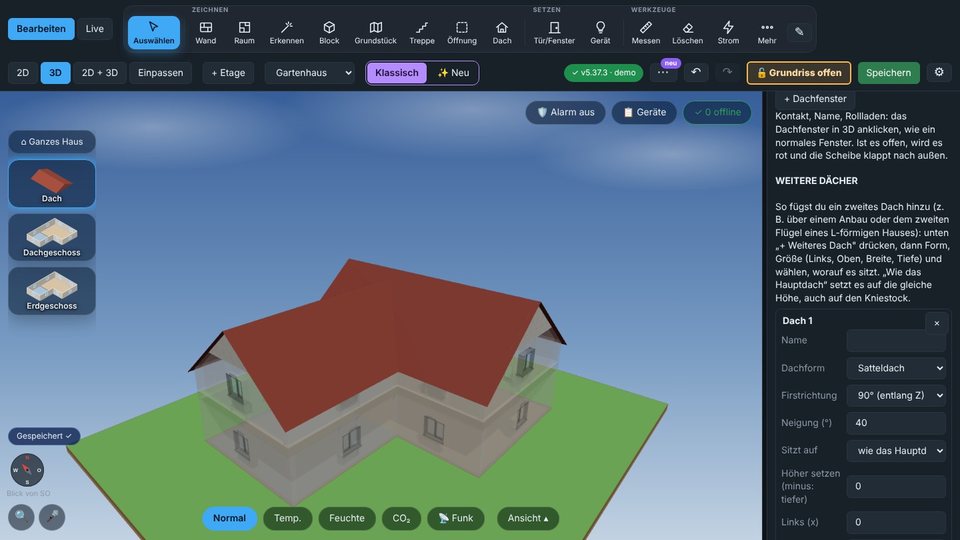 ZEICHNEN
SETZEN
WERKZEUGE
Bearbeiten
Live
Auswählen
Wand
Raum
Erkennen
Block
Grundstück
Treppe
Öffnung
Dach
Tür/Fenster
Gerät
Messen
Löschen
Strom
Mehr
2D
3D
2D + 3D
Einpassen
+ Etage
Gartenhaus
Klassisch
✨ Neu
✓ v5.37.3 · demo
neu
🔓 Grundriss offen
Speichern
🛡️ Alarm aus
📋 Geräte
✓ 0 offline
⌂ Ganzes Haus
Dach
Dachgeschoss
Erdgeschoss
Gespeichert ✓
N
W
O
S
Blick von SO
Normal
Temp.
Feuchte
CO₂
📡 Funk
Ansicht ▴
+ Dachfenster
Kontakt, Name, Rollladen: das
Dachfenster in 3D anklicken, wie ein
normales Fenster. Ist es offen, wird es
rot und die Scheibe klappt nach außen.
WEITERE DÄCHER
So fügst du ein zweites Dach hinzu (z.
B. über einem Anbau oder dem zweiten
Flügel eines L-förmigen Hauses): unten
„+ Weiteres Dach" drücken, dann Form,
Größe (Links, Oben, Breite, Tiefe) und
wählen, worauf es sitzt. „Wie das
Hauptdach" setzt es auf die gleiche
Höhe, auch auf den Kniestock.
Dach 1
×
Name
Dachform
Satteldach
Firstrichtung
90° (entlang Z)
Neigung (°)
40
Sitzt auf
wie das Hauptd
Höher setzen
(minus:
tiefer)
0
Links (x)
0